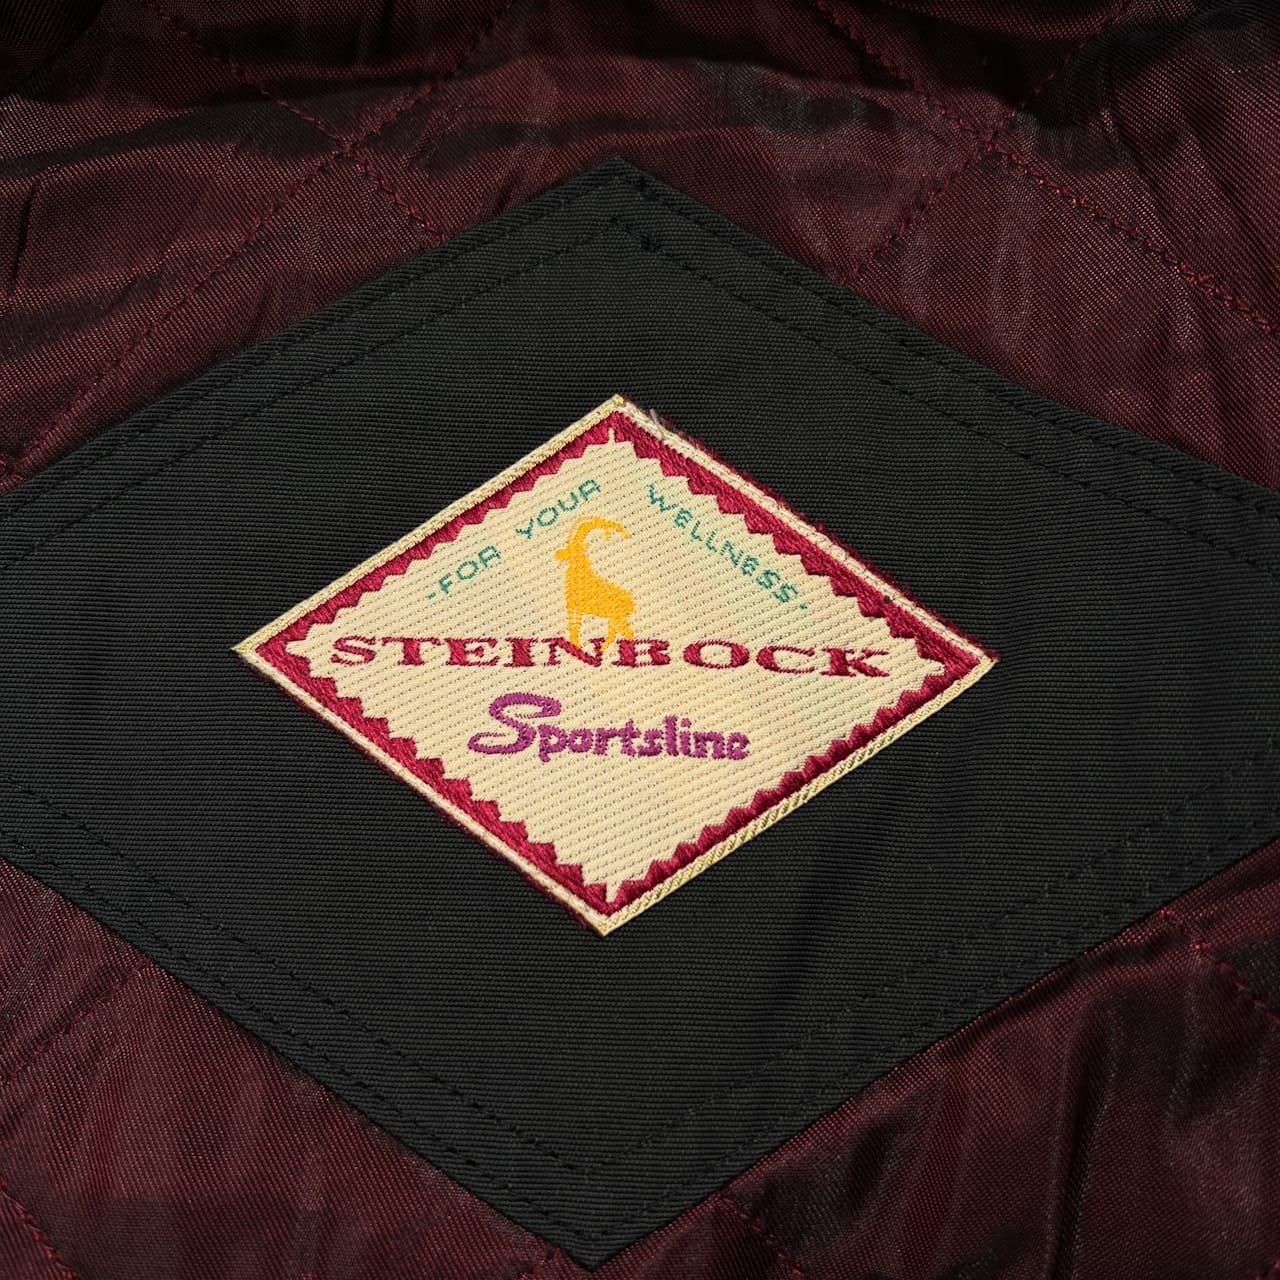 -FOR YOUR WELLNESS-
STEINBOCK
Sportsline